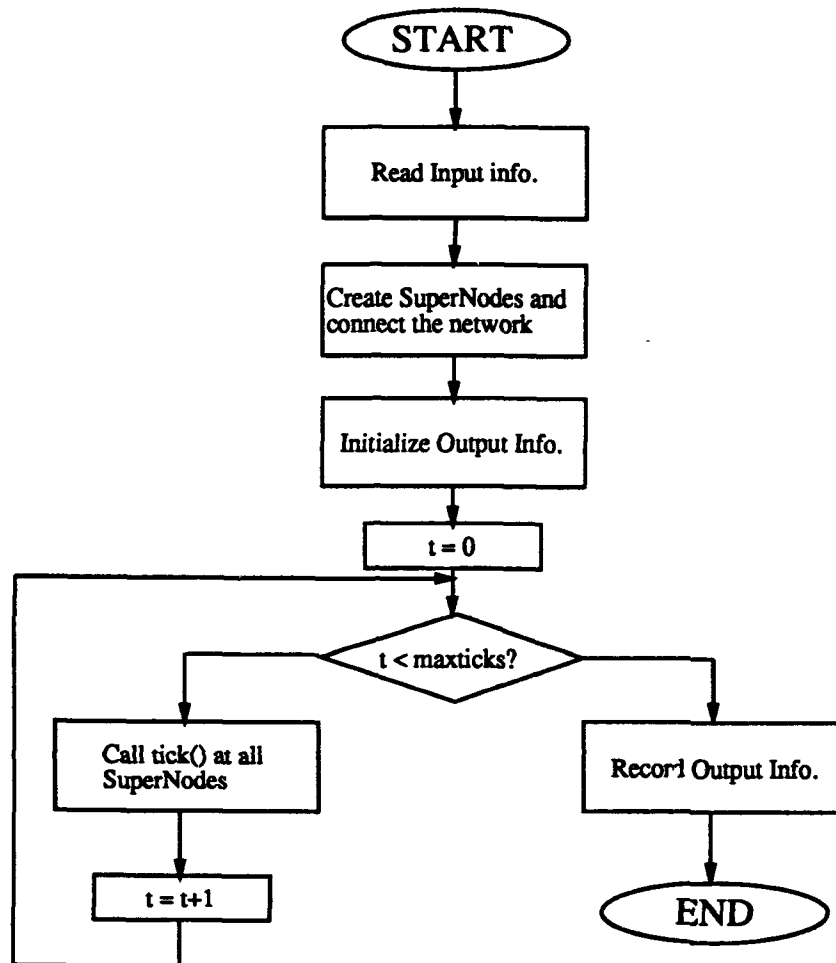 START
Read Input info.
Create SuperNodes and
connect the network
Initialize Output Info.
t = 0
t < maxticks?
Call tick() at all
SuperNodes
Record Output Info.
t = t+1
END